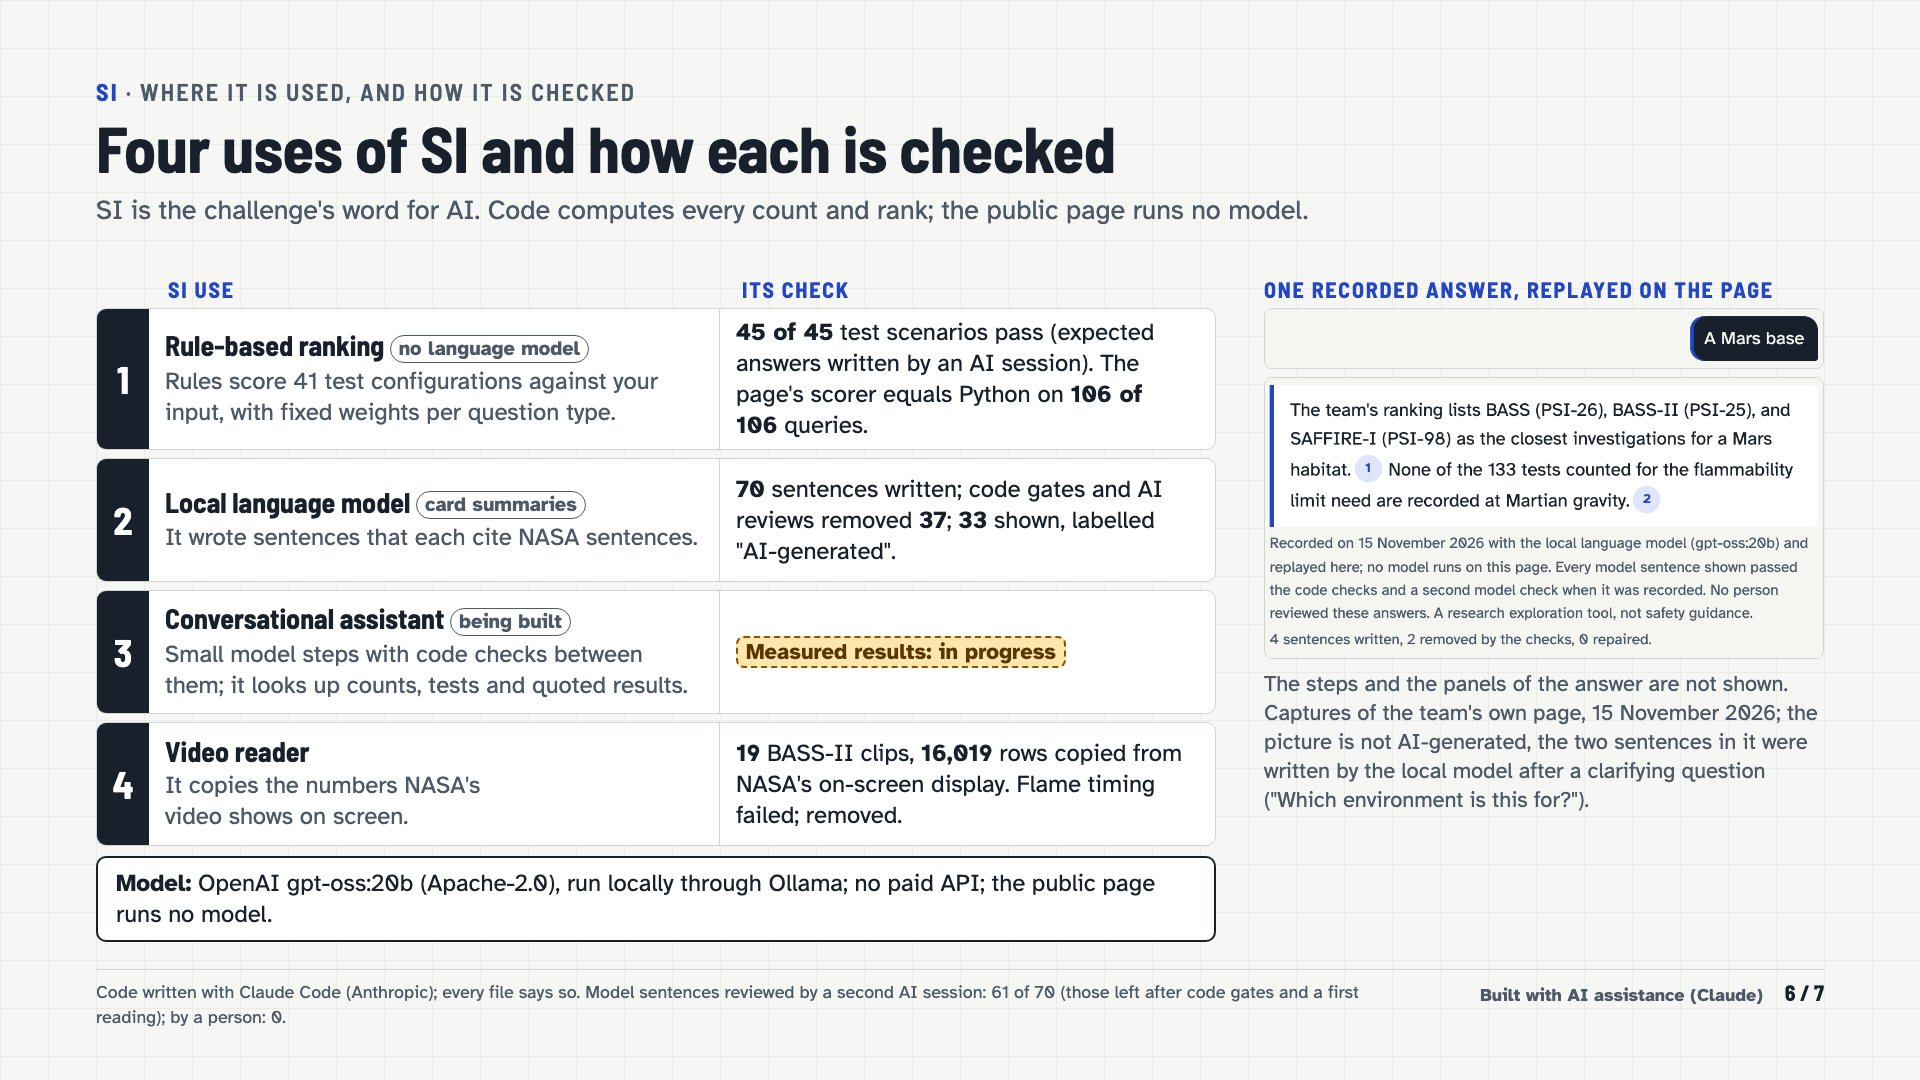 SI · WHERE IT IS USED, AND HOW IT IS CHECKED
Four uses of SI and how each is checked
SI is the challenge's word for AI. Code computes every count and rank; the public page runs no model.
SI USE
ITS CHECK
1
Rule-based ranking no language model
Rules score 41 test configurations against your
input, with fixed weights per question type.
45 of 45 test scenarios pass (expected
answers written by an AI session). The
page's scorer equals Python on 106 of
106 queries.
2
Local language model card summaries
It wrote sentences that each cite NASA sentences.
70 sentences written; code gates and AI
reviews removed 37; 33 shown, labelled
"AI-generated".
3
Conversational assistant being built
Small model steps with code checks between
them; it looks up counts, tests and quoted results.
Measured results: in progress
4
Video reader
It copies the numbers NASA's
video shows on screen.
19 BASS-II clips, 16,019 rows copied from
NASA's on-screen display. Flame timing
failed; removed.
Model: OpenAI gpt-oss:20b (Apache-2.0), run locally through Ollama; no paid API; the public page
runs no model.
ONE RECORDED ANSWER, REPLAYED ON THE PAGE
A Mars base
The team's ranking lists BASS (PSI-26), BASS-II (PSI-25), and
SAFFIRE-I (PSI-98) as the closest investigations for a Mars
habitat. 1 None of the 133 tests counted for the flammability
limit need are recorded at Martian gravity. 2
Recorded on 15 November 2026 with the local language model (gpt-oss:20b) and
replayed here; no model runs on this page. Every model sentence shown passed
the code checks and a second model check when it was recorded. No person
reviewed these answers. A research exploration tool, not safety guidance.
4 sentences written, 2 removed by the checks, 0 repaired.
The steps and the panels of the answer are not shown.
Captures of the team's own page, 15 November 2026; the
picture is not AI-generated, the two sentences in it were
written by the local model after a clarifying question
("Which environment is this for?").
Code written with Claude Code (Anthropic); every file says so. Model sentences reviewed by a second AI session: 61 of 70 (those left after code gates and a first
reading); by a person: 0.
Built with AI assistance (Claude) 6 / 7